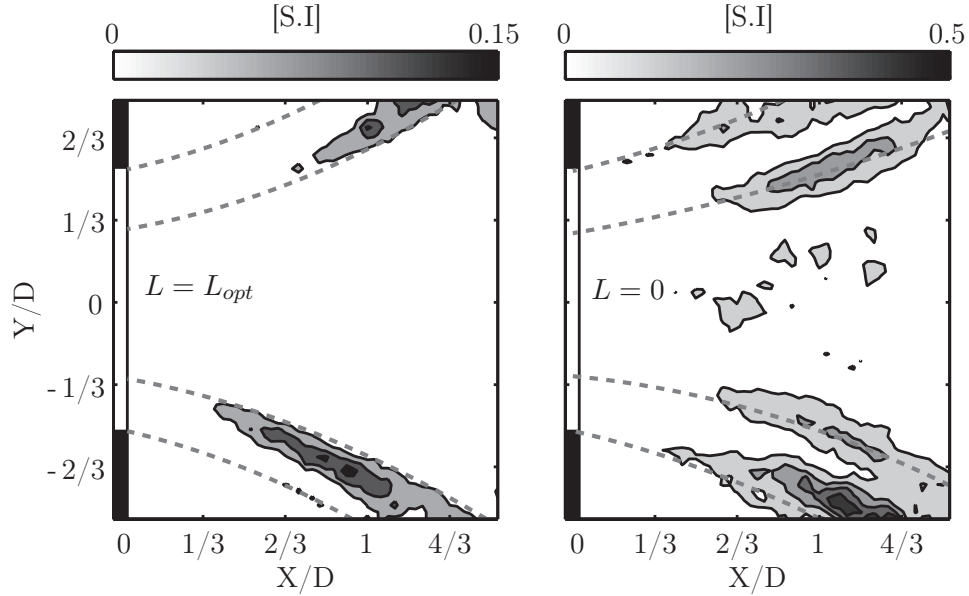 [S.I]
0 0.15
2/3
1/3
0
- 1/3
- 2/3
Y/D
L = L_opt
0 1/3 2/3 1 4/3
X/D
[S.I]
0 0.5
L = 0
0 1/3 2/3 1 4/3
X/D